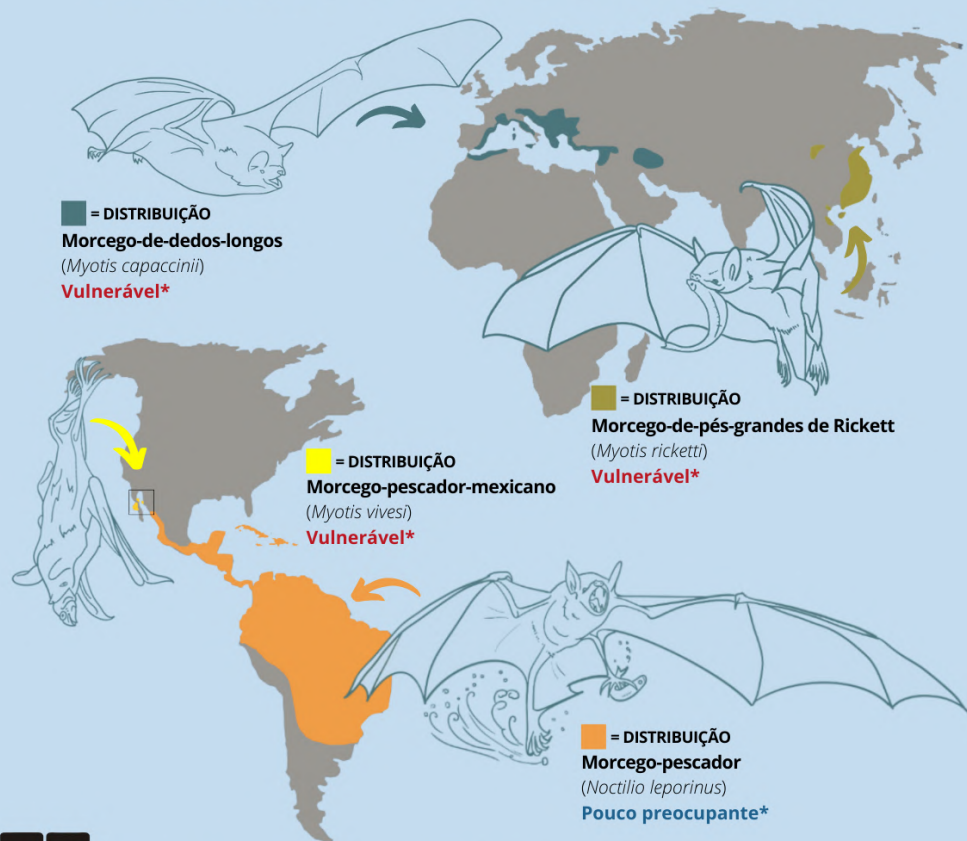 = DISTRIBUIÇÃO
Morcego-de-dedos-longos
(Myotis capaccinii)
Vulnerável*
= DISTRIBUIÇÃO
Morcego-de-pés-grandes de Rickett
(Myotis ricketti)
Vulnerável*
= DISTRIBUIÇÃO
Morcego-pescador-mexicano
(Myotis vivesi)
Vulnerável*
= DISTRIBUIÇÃO
Morcego-pescador
(Noctilio leporinus)
Pouco preocupante*